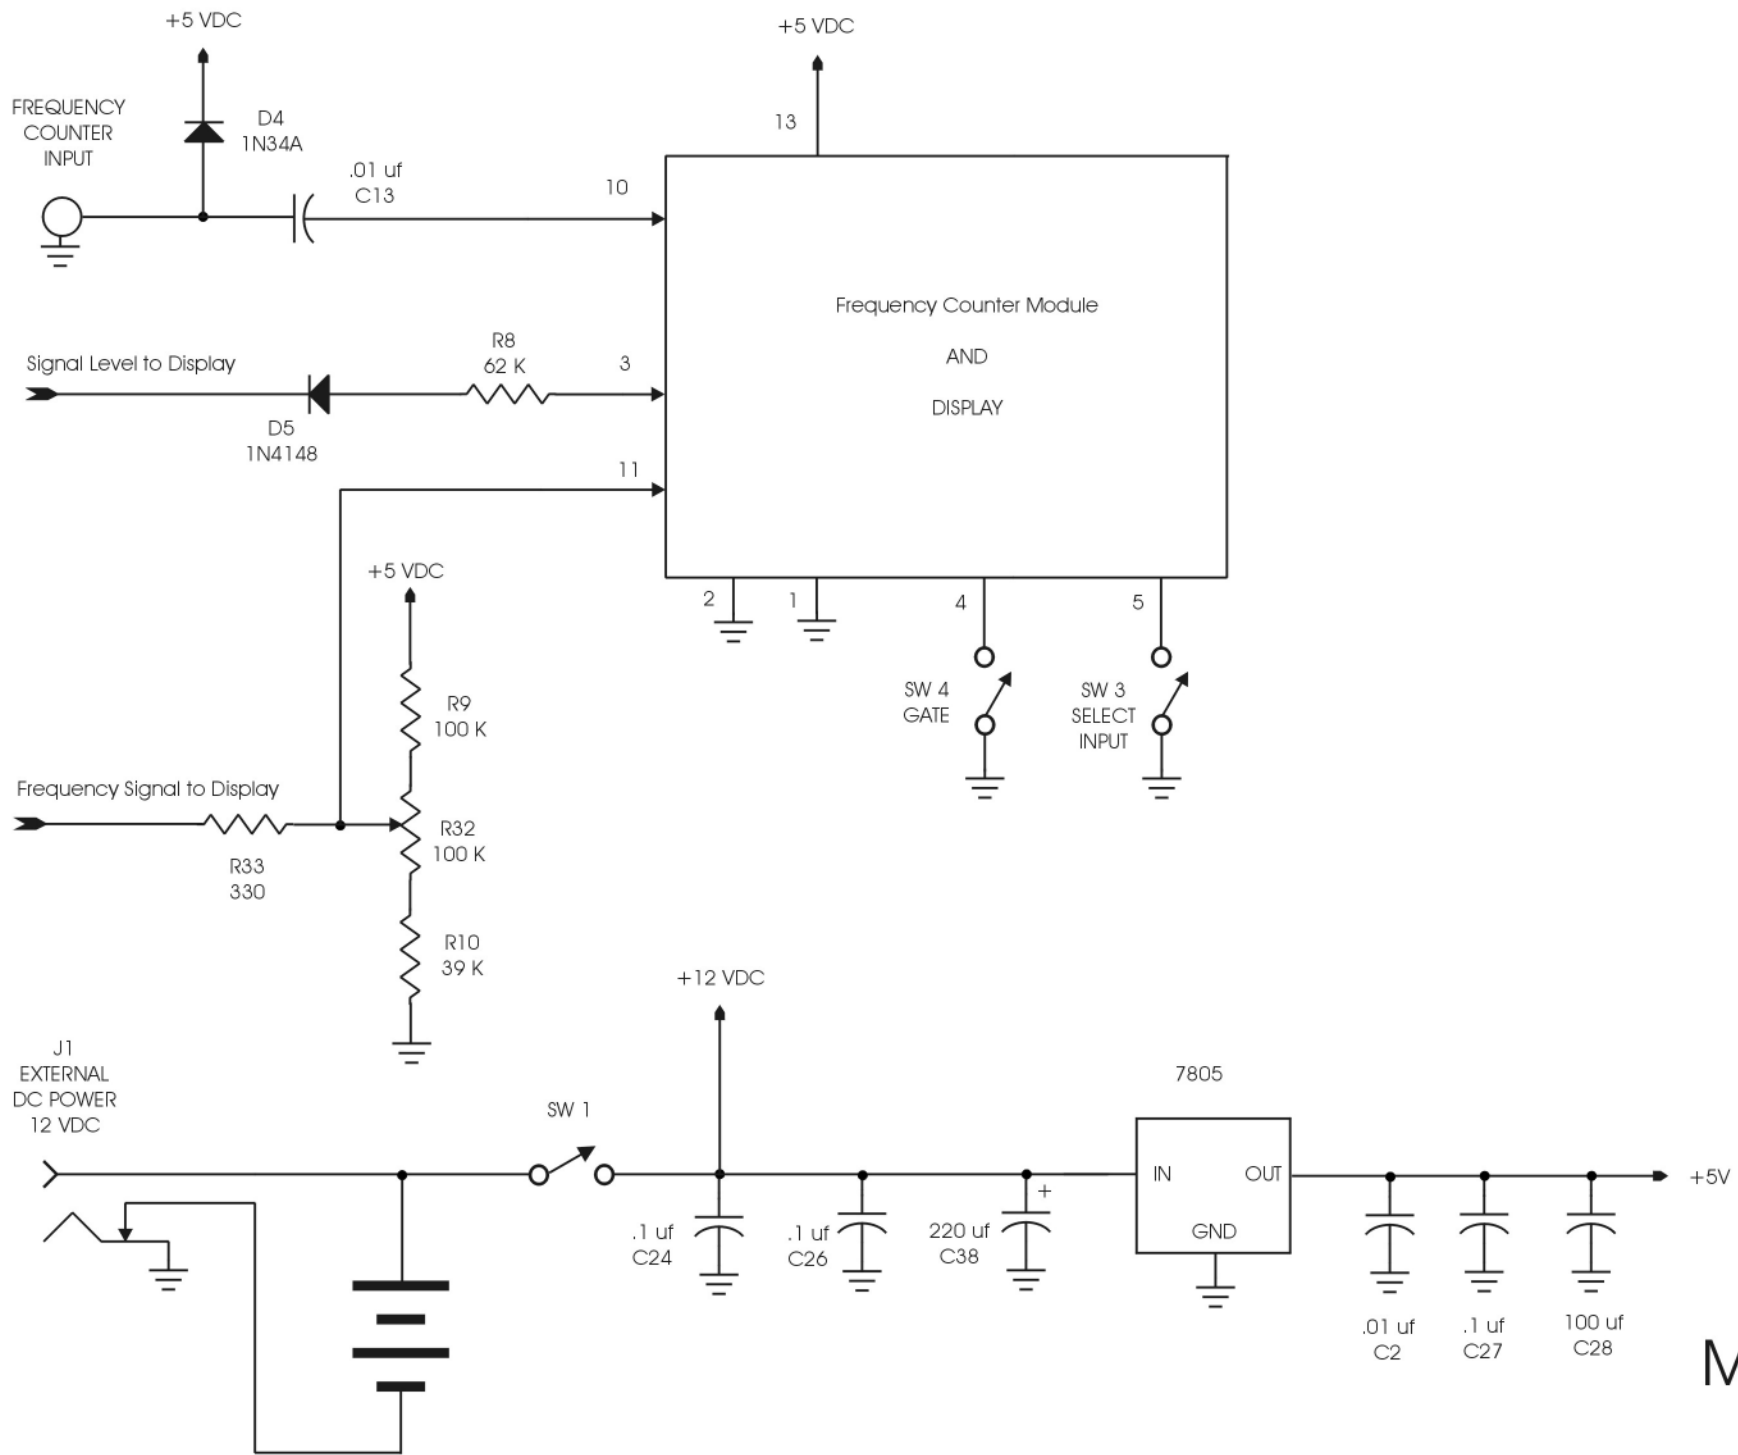 +5 VDC
FREQUENCY
COUNTER
INPUT
D4
1N34A
.01 uf
C13
10
+5 VDC
13
Frequency Counter Module
AND
DISPLAY
Signal Level to Display
D5
1N4148
R8
62 K
3
11
2
1
4
5
SW 4
GATE
SW 3
SELECT
INPUT
+5 VDC
R9
100 K
Frequency Signal to Display
R33
330
R32
100 K
R10
39 K
J1
EXTERNAL
DC POWER
12 VDC
SW 1
+12 VDC
.1 uf
C24
.1 uf
C26
+
220 uf
C38
7805
IN
OUT
GND
+5V
.01 uf
C2
.1 uf
C27
100 uf
C28